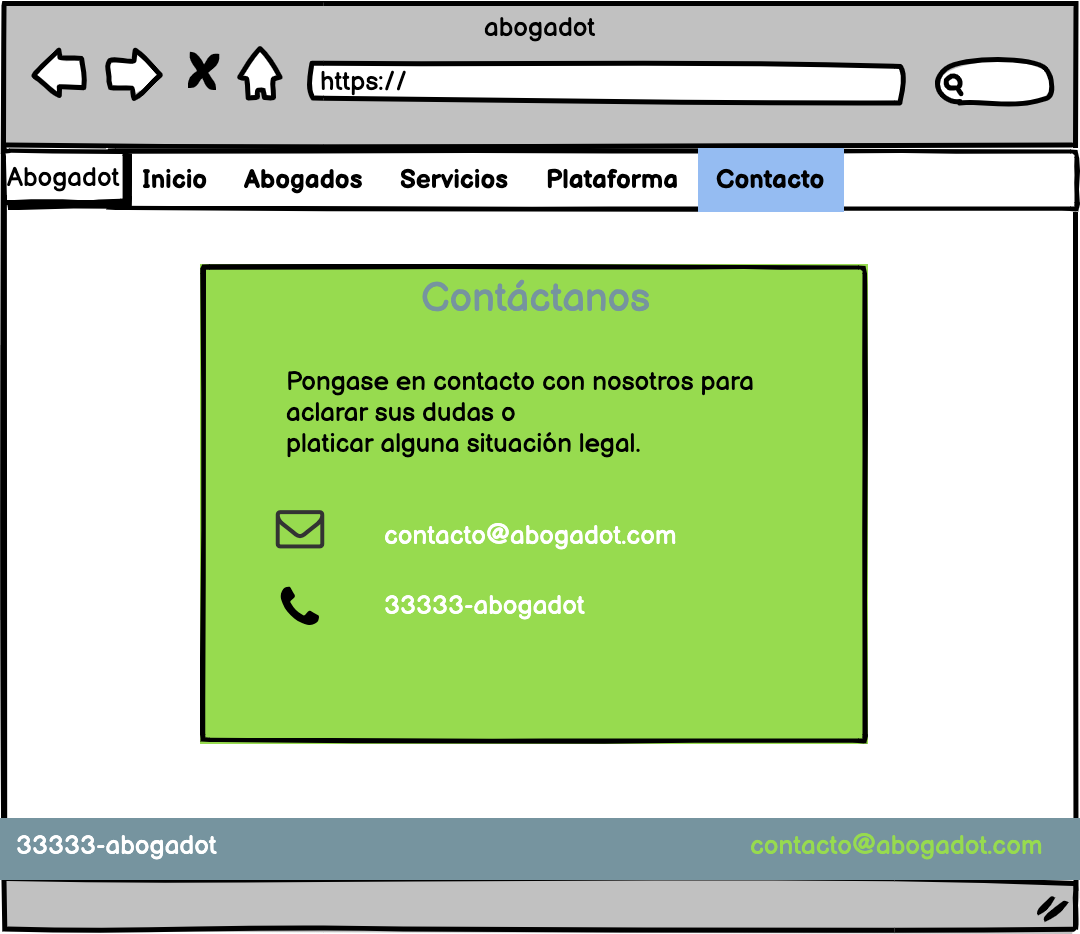 abogadot
https://
Abogadot Inicio Abogados Servicios Plataforma Contacto
Contáctanos
Pongase en contacto con nosotros para
aclarar sus dudas o
platicar alguna situación legal.
contacto@abogadot.com
33333-abogadot
33333-abogadot contacto@abogadot.com